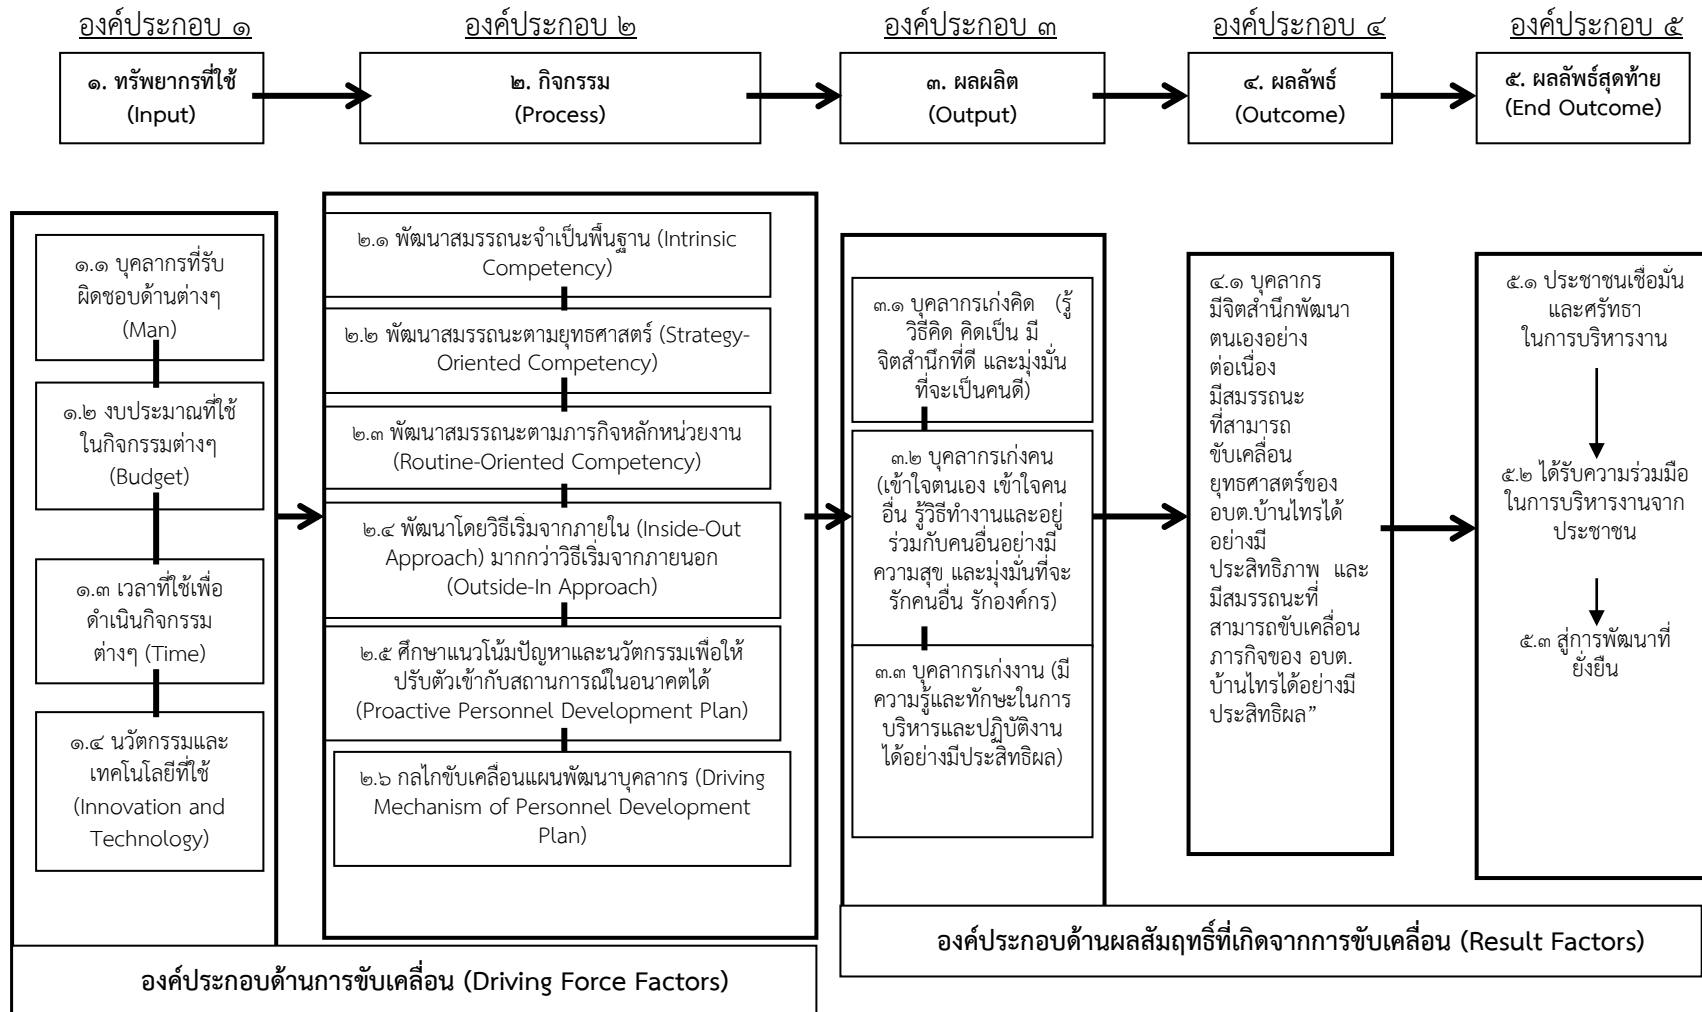 องค์ประกอบ ๑
องค์ประกอบ ๒
องค์ประกอบ ๓
องค์ประกอบ ๔
องค์ประกอบ ๕
๑. ทรัพยากรที่ใช้
(Input)
๒. กิจกรรม
(Process)
๓. ผลผลิต
(Output)
๔. ผลลัพธ์
(Outcome)
๕. ผลลัพธ์สุดท้าย
(End Outcome)
๑.๑ บุคลากรที่รับ
ผิดชอบด้านต่างๆ
(Man)
๑.๒ งบประมาณที่ใช้
ในกิจกรรมต่างๆ
(Budget)
๑.๓ เวลาที่ใช้เพื่อ
ดำเนินกิจกรรม
ต่างๆ (Time)
๑.๔ นวัตกรรมและ
เทคโนโลยีที่ใช้
(Innovation and
Technology)
๒.๑ พัฒนาสมรรถนะจำเป็นพื้นฐาน (Intrinsic
Competency)
๒.๒ พัฒนาสมรรถนะตามยุทธศาสตร์ (Strategy-
Oriented Competency)
๒.๓ พัฒนาสมรรถนะตามภารกิจหลักหน่วยงาน
(Routine-Oriented Competency)
๒.๔ พัฒนาโดยวิธีเริ่มจากภายใน (Inside-Out
Approach) มากกว่าวิธีเริ่มจากภายนอก
(Outside-In Approach)
๒.๕ ศึกษาแนวโน้มปัญหาและนวัตกรรมเพื่อให้
ปรับตัวเข้ากับสถานการณ์ในอนาคตได้
(Proactive Personnel Development Plan)
๒.๖ กลไกขับเคลื่อนแผนพัฒนาบุคลากร (Driving
Mechanism of Personnel Development
Plan)
๓.๑ บุคลากรเก่งคิด (รู้
วิธีคิด คิดเป็น มี
จิตสำนึกที่ดี และมุ่งมั่น
ที่จะเป็นคนดี)
๓.๒ บุคลากรเก่งคน
(เข้าใจตนเอง เข้าใจคน
อื่น รู้วิธีทำงานและอยู่
ร่วมกับคนอื่นอย่างมี
ความสุข และมุ่งมั่นที่จะ
รักคนอื่น รักองค์กร)
๓.๓ บุคลากรเก่งงาน (มี
ความรู้และทักษะในการ
บริหารและปฏิบัติงาน
ได้อย่างมีประสิทธิผล)
๔.๑ บุคลากร
มีจิตสำนึกพัฒนา
ตนเองอย่าง
ต่อเนื่อง
มีสมรรถนะ
ที่สามารถ
ขับเคลื่อน
ยุทธศาสตร์ของ
อบต.บ้านไทรได้
อย่างมี
ประสิทธิภาพ และ
มีสมรรถนะที่
สามารถขับเคลื่อน
ภารกิจของ อบต.
บ้านไทรได้อย่างมี
ประสิทธิผล”
๕.๑ ประชาชนเชื่อมั่น
และศรัทธา
ในการบริหารงาน
๕.๒ ได้รับความร่วมมือ
ในการบริหารงานจาก
ประชาชน
๕.๓ สู่การพัฒนาที่
ยั่งยืน
องค์ประกอบด้านการขับเคลื่อน (Driving Force Factors)
องค์ประกอบด้านผลสัมฤทธิ์ที่เกิดจากการขับเคลื่อน (Result Factors)